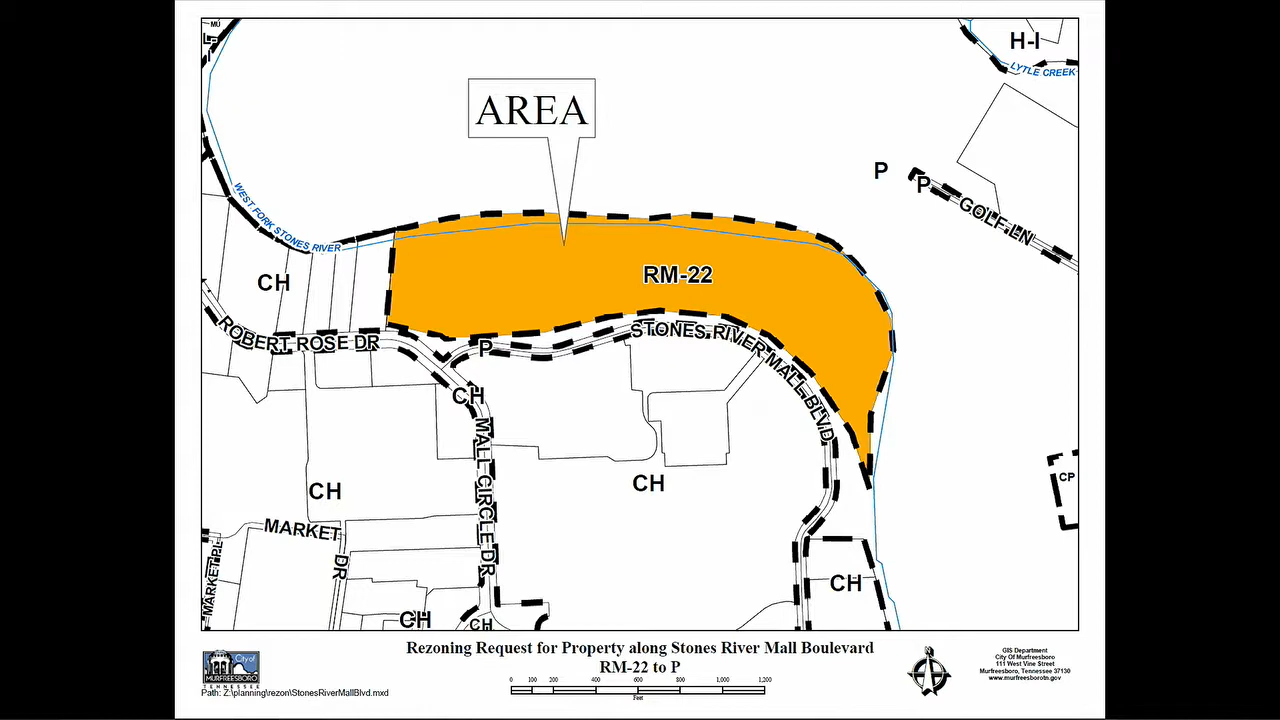 MU
H-I
LYTLE CREEK
AREA
P
P
GOLF LN
WEST FORK STONES RIVER
CH
RM-22
ROBERT ROSE DR
P
STONES RIVER MALL BLVD
CH
MALL CIRCLE DR
CH
CH
CP
MARKET DR
MARKET PL
CH
CH
CH
Rezoning Request for Property along Stones River Mall Boulevard
RM-22 to P
City of
MURFREESBORO
TENNESSEE
Path: Z:\planning\rezon\StonesRiverMallBlvd.mxd
0 200 400 600 800 1,000 1,200
Feet
GIS Department
City Of Murfreesboro
111 West Vine Street
Murfreesboro, Tennessee 37130
www.murfreesborotn.gov